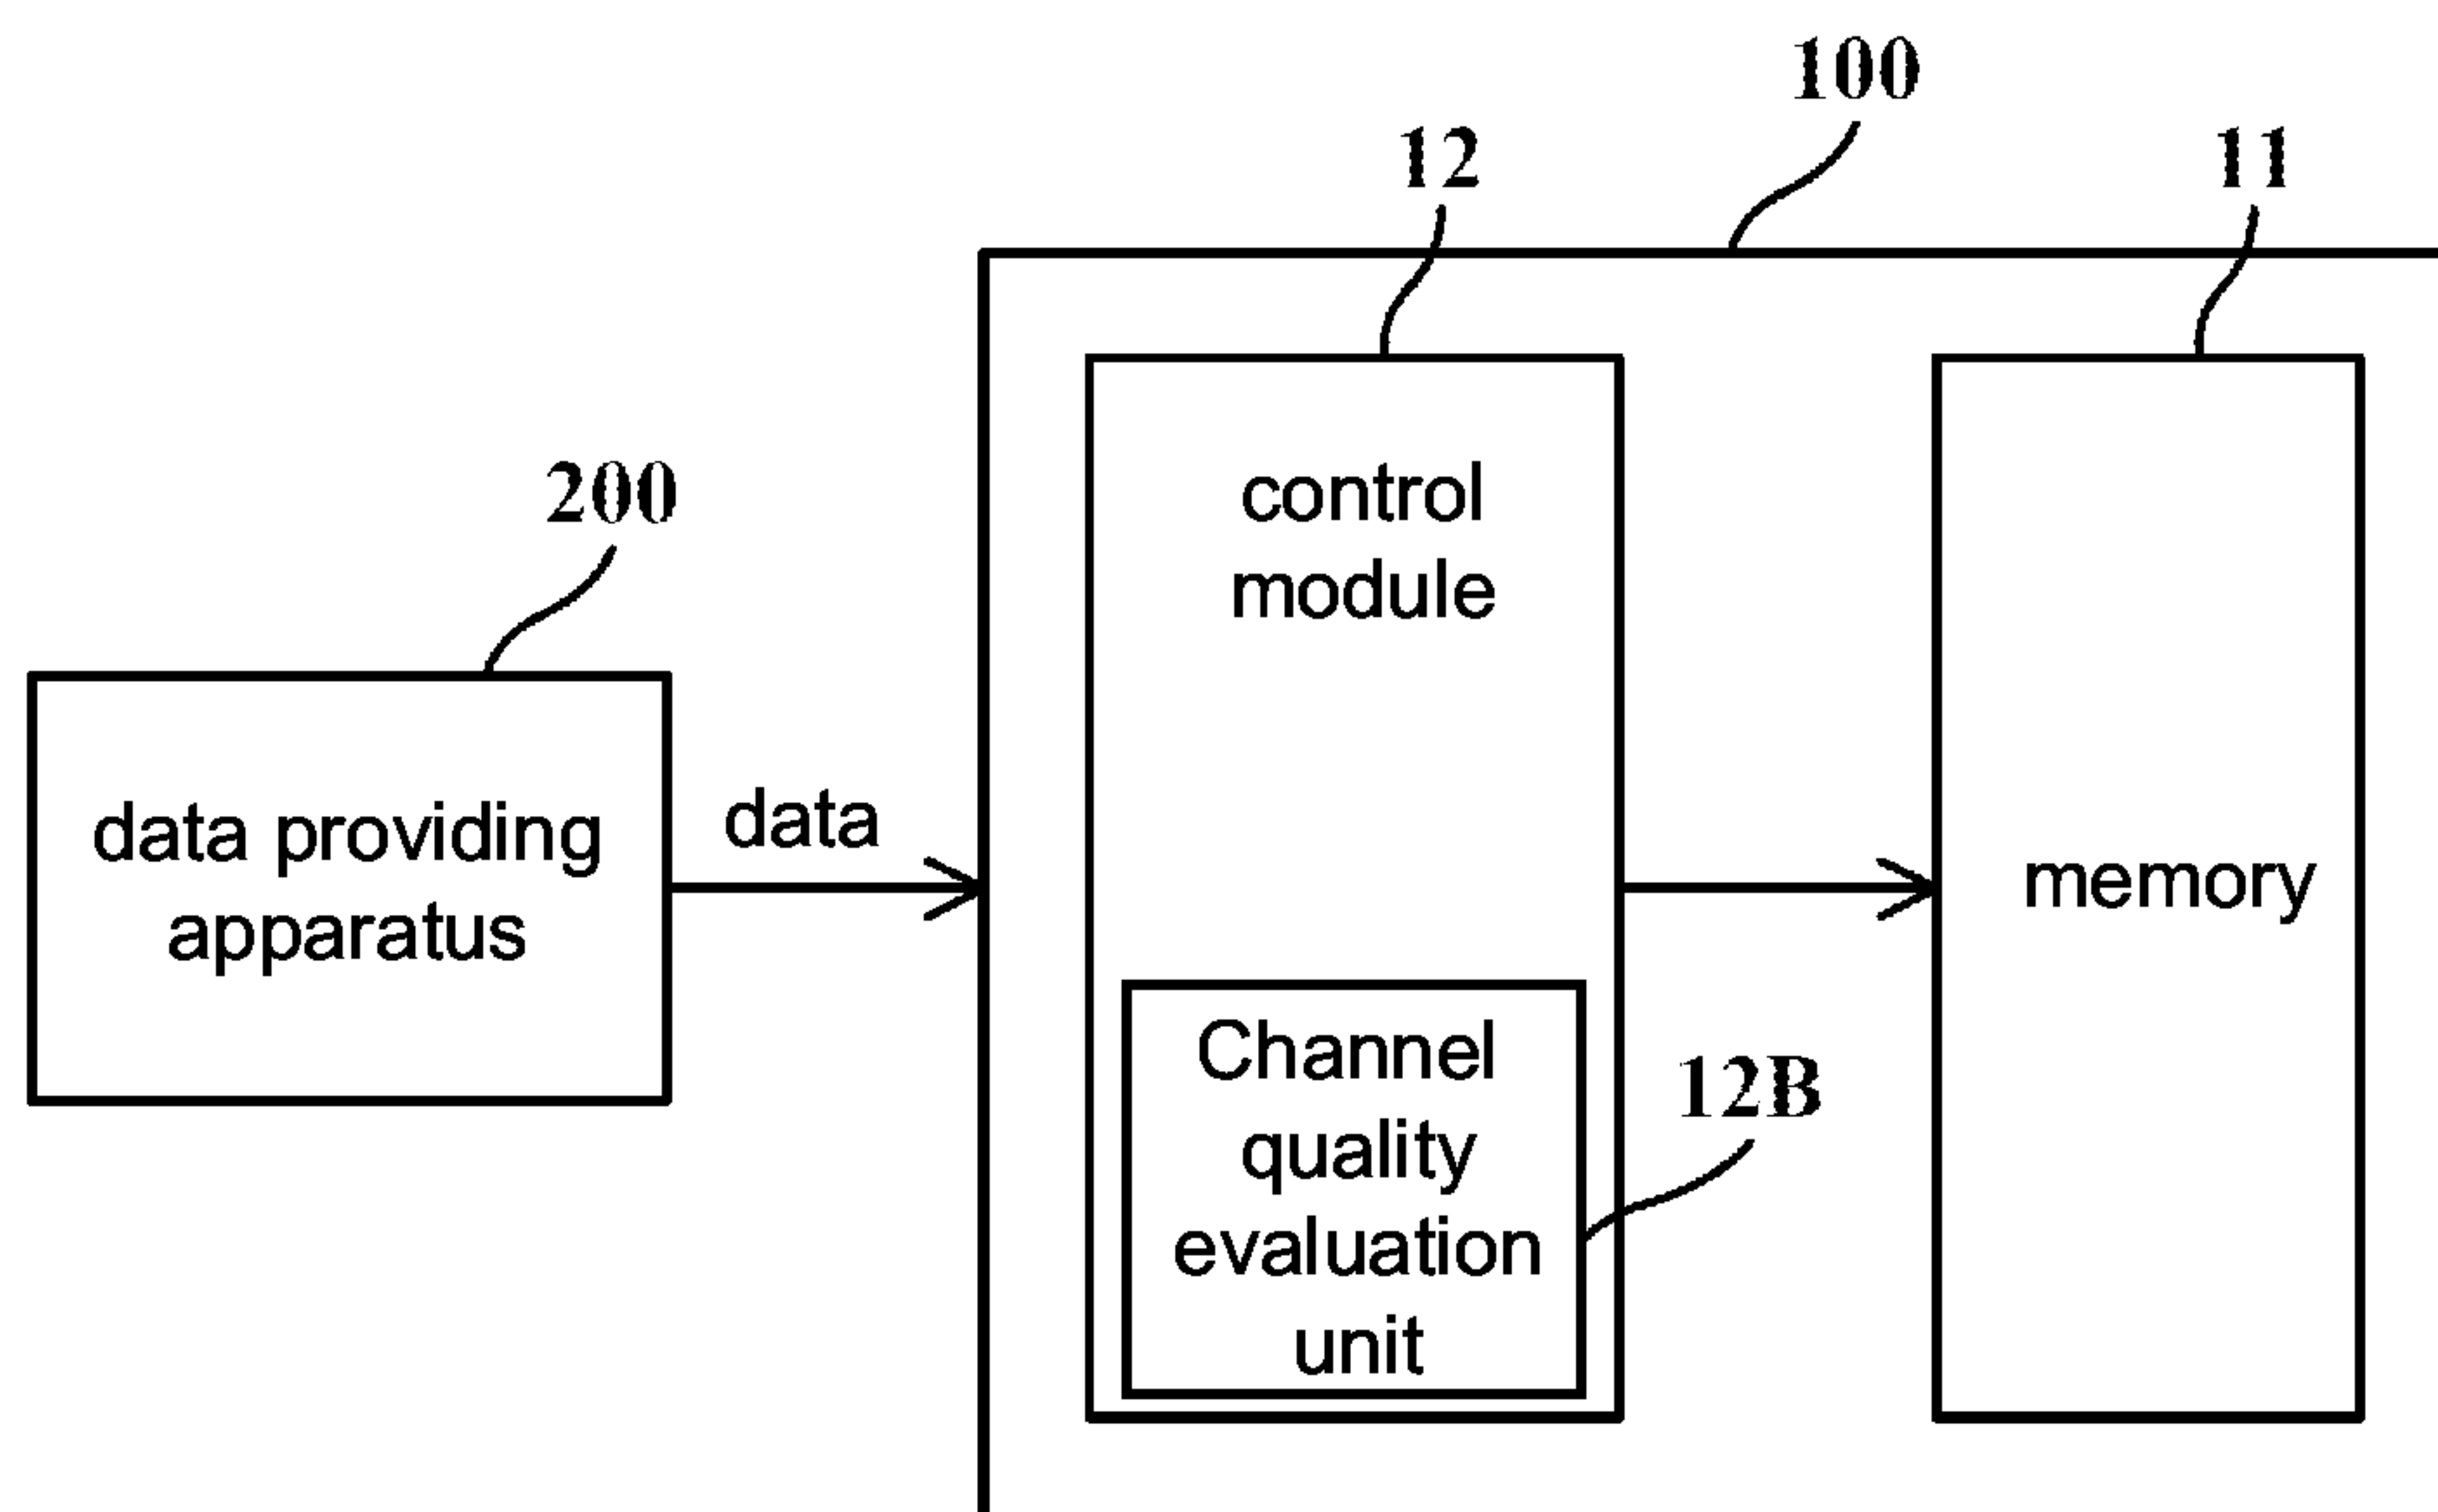 100
12
11
200
control
module
data providing
apparatus
data
memory
Channel
quality
evaluation
unit
12B